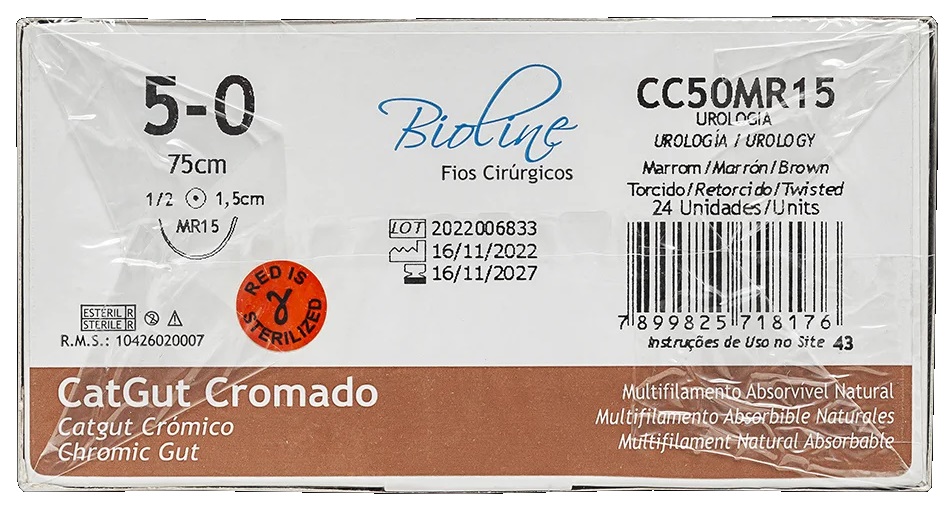 5-0
75cm
1/2 1,5cm
MR15
Bioline
Fios Cirúrgicos
CC50MR15
UROLOGIA
UROLOGÍA / UROLOGY
Marrom/Marrón/Brown
Torcido/Retorcido/Twisted
24 Unidades/Units
LOT 2022006833
16/11/2022
16/11/2027
RED IS
γ
STERILIZED
ESTÉRIL R
STERILE R
2
R.M.S.: 10426020007
7 899825 718176
Instruções de Uso no Site 43
CatGut Cromado
Catgut Crómico
Chromic Gut
Multifilamento Absorvivel Natural
Multifilamento Absorbible Naturales
Multifilament Natural Absorbable